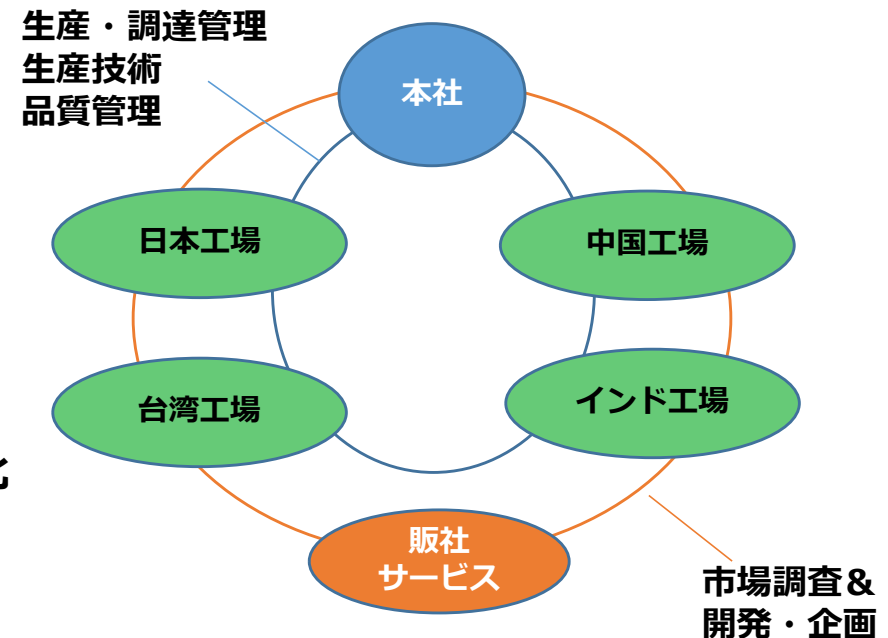 生産・調達管理
生産技術
品質管理
本社
日本工場
中国工場
台湾工場
インド工場
化
販社
サービス
市場調査＆
開発・企画